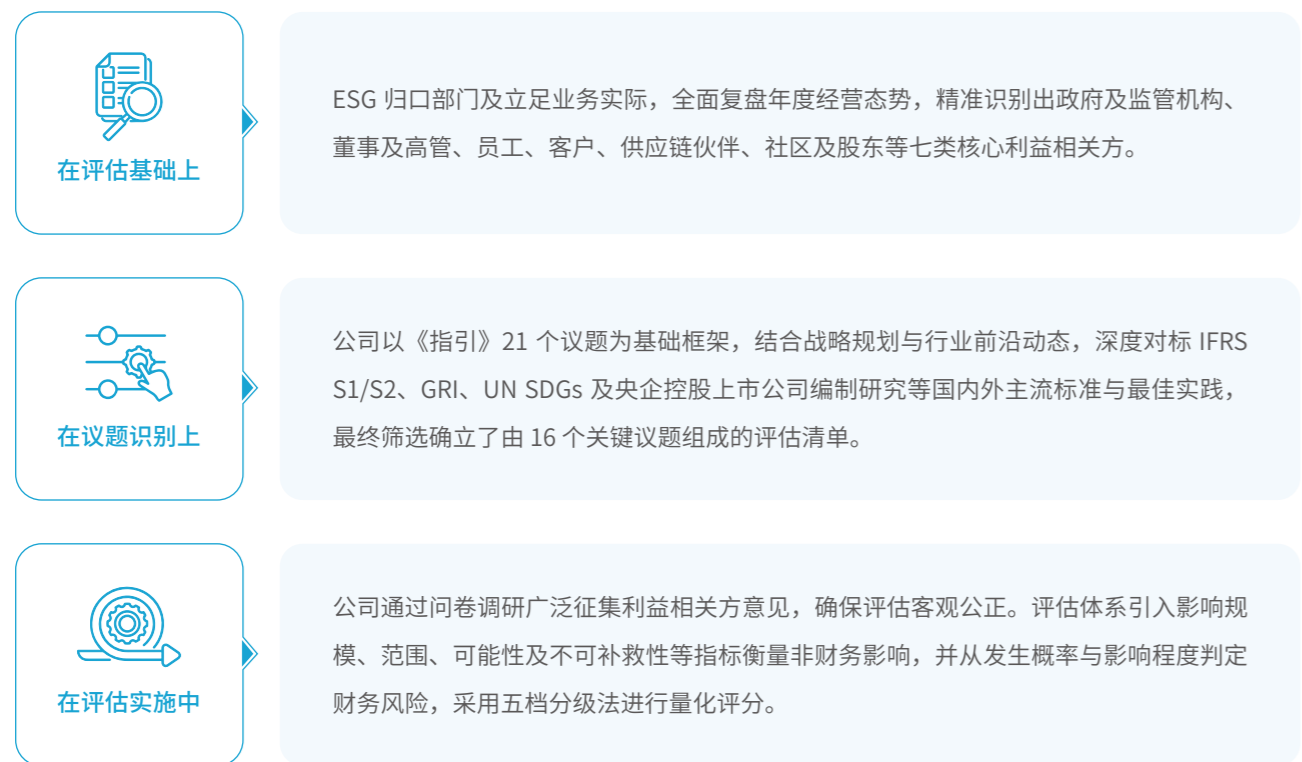 在评估基础上
ESG 归口部门及立足业务实际，全面复盘年度经营态势，精准识别出政府及监管机构、
董事及高管、员工、客户、供应链伙伴、社区及股东等七类核心利益相关方。
在议题识别上
公司以《指引》21 个议题为基础框架，结合战略规划与行业前沿动态，深度对标 IFRS
S1/S2、GRI、UN SDGs 及央企控股上市公司编制研究等国内外主流标准与最佳实践，
最终筛选确立了由 16 个关键议题组成的评估清单。
在评估实施中
公司通过问卷调研广泛征集利益相关方意见，确保评估客观公正。评估体系引入影响规
模、范围、可能性及不可补救性等指标衡量非财务影响，并从发生概率与影响程度判定
财务风险，采用五档分级法进行量化评分。